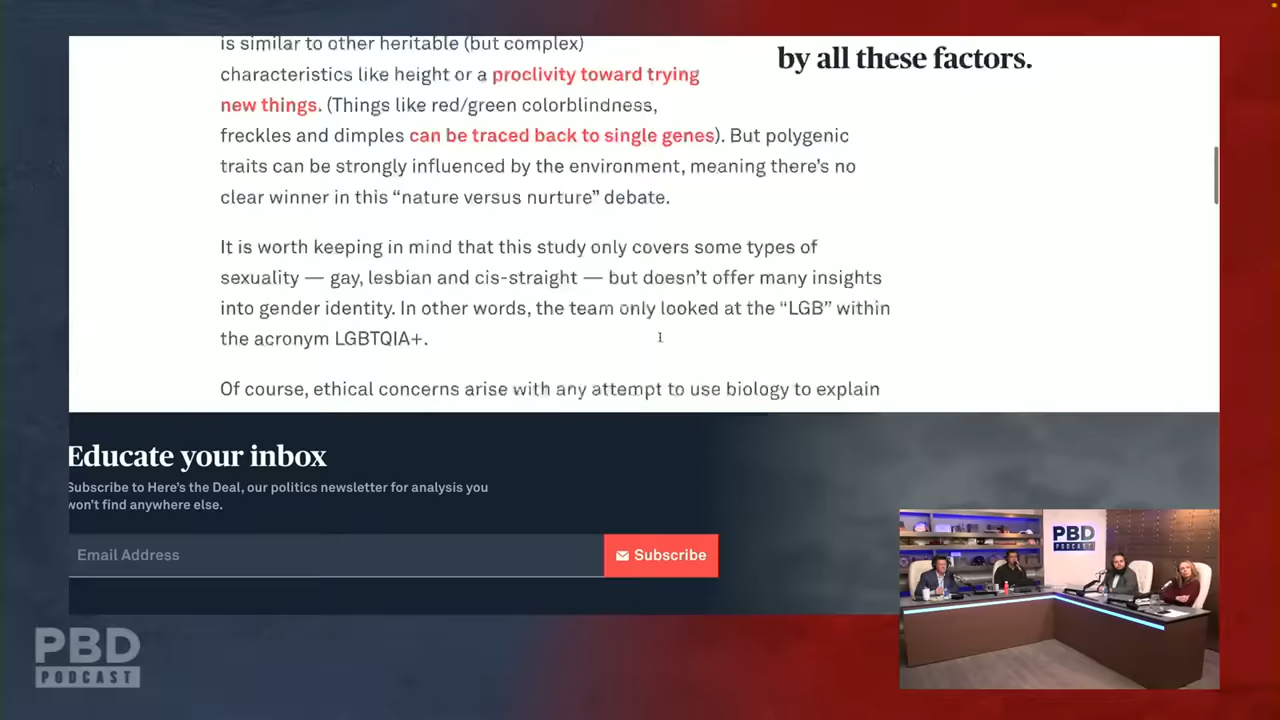 is similar to other heritable (but complex)
characteristics like height or a proclivity toward trying
new things. (Things like red/green colorblindness,
freckles and dimples can be traced back to single genes). But polygenic
traits can be strongly influenced by the environment, meaning there's no
clear winner in this “nature versus nurture” debate.
by all these factors.
It is worth keeping in mind that this study only covers some types of
sexuality — gay, lesbian and cis-straight — but doesn't offer many insights
into gender identity. In other words, the team only looked at the “LGB” within
the acronym LGBTQIA+.
Of course, ethical concerns arise with any attempt to use biology to explain
Educate your inbox
Subscribe to Here's the Deal, our politics newsletter for analysis you
won't find anywhere else.
Email Address
Subscribe
PBD
PODCAST
PBD
PODCAST